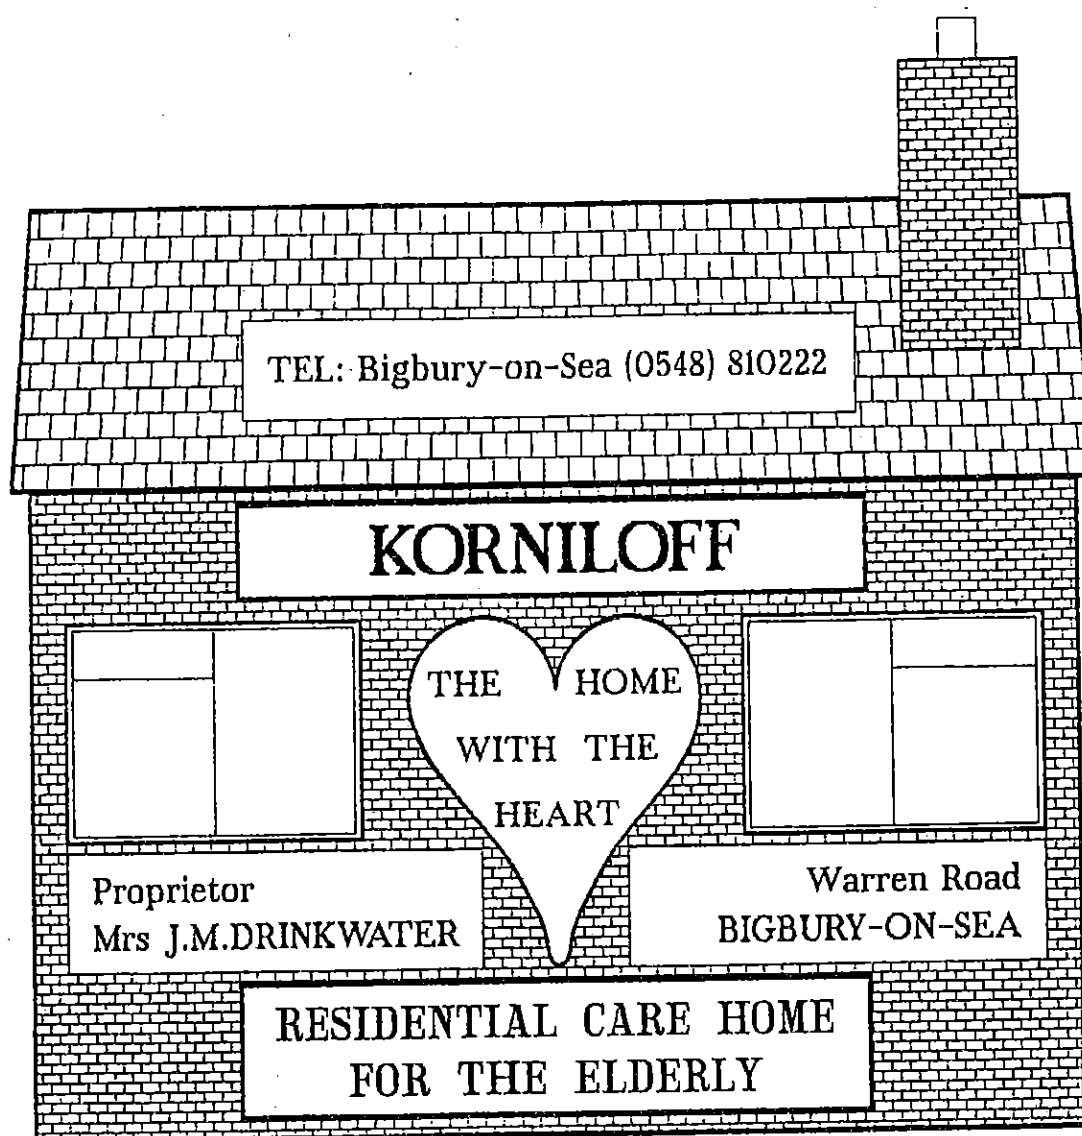 TEL: Bigbury-on-Sea (0548) 810222
KORNILOFF
THE HOME
WITH THE
HEART
Proprietor
Mrs J.M.DRINKWATER
Warren Road
BIGBURY-ON-SEA
RESIDENTIAL CARE HOME
FOR THE ELDERLY